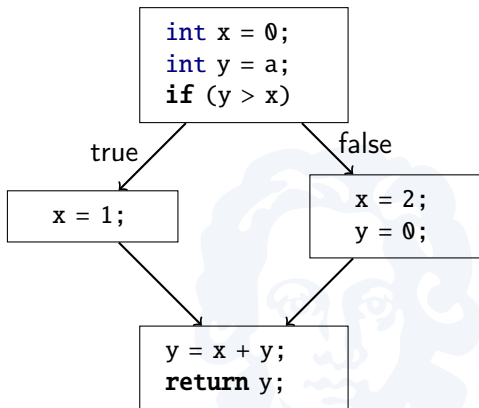 int x = 0;
int y = a;
if (y > x)
true
false
x = 1;
x = 2;
y = 0;
y = x + y;
return y;